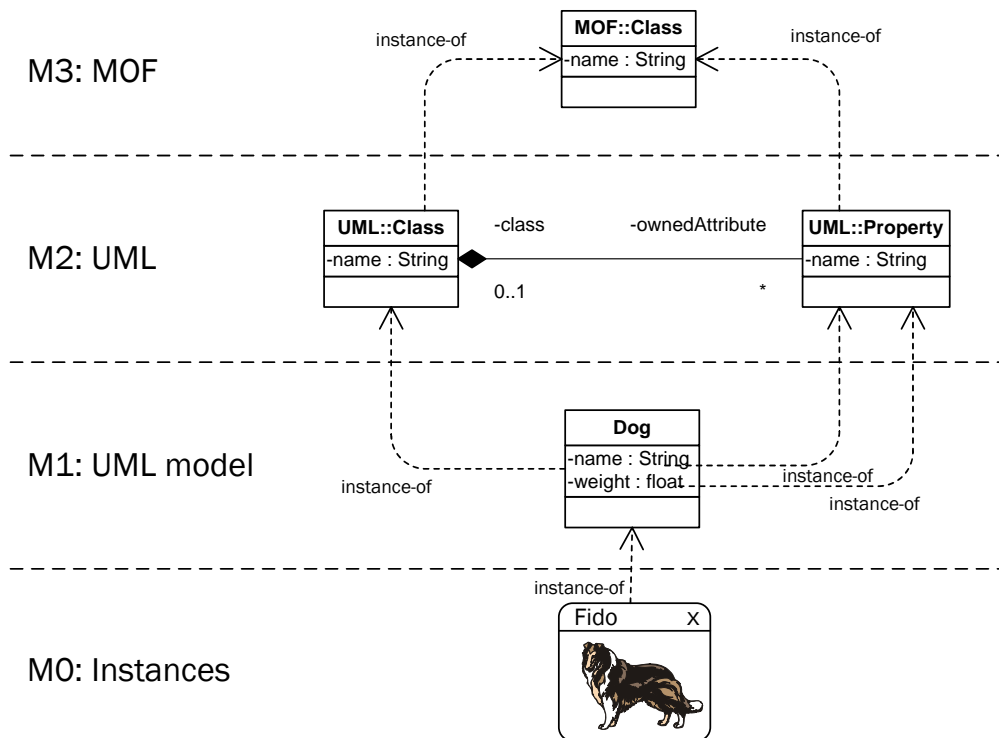 M3: MOF
instance-of
MOF::Class
-name : String
instance-of
M2: UML
UML::Class
-name : String
-class
-ownedAttribute
0..1
*
UML::Property
-name : String
M1: UML model
instance-of
Dog
-name : String
-weight : float
instance-of
instance-of
M0: Instances
instance-of
Fido
X